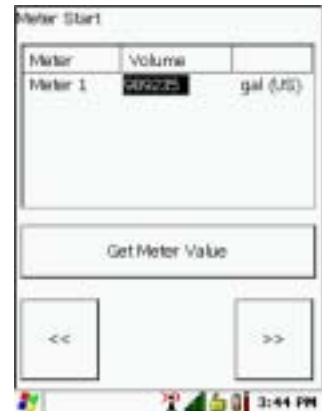 Meter Start
Meter Volume
Meter 1 gal (US)
Get Meter Value
<< >>
3:44 PM